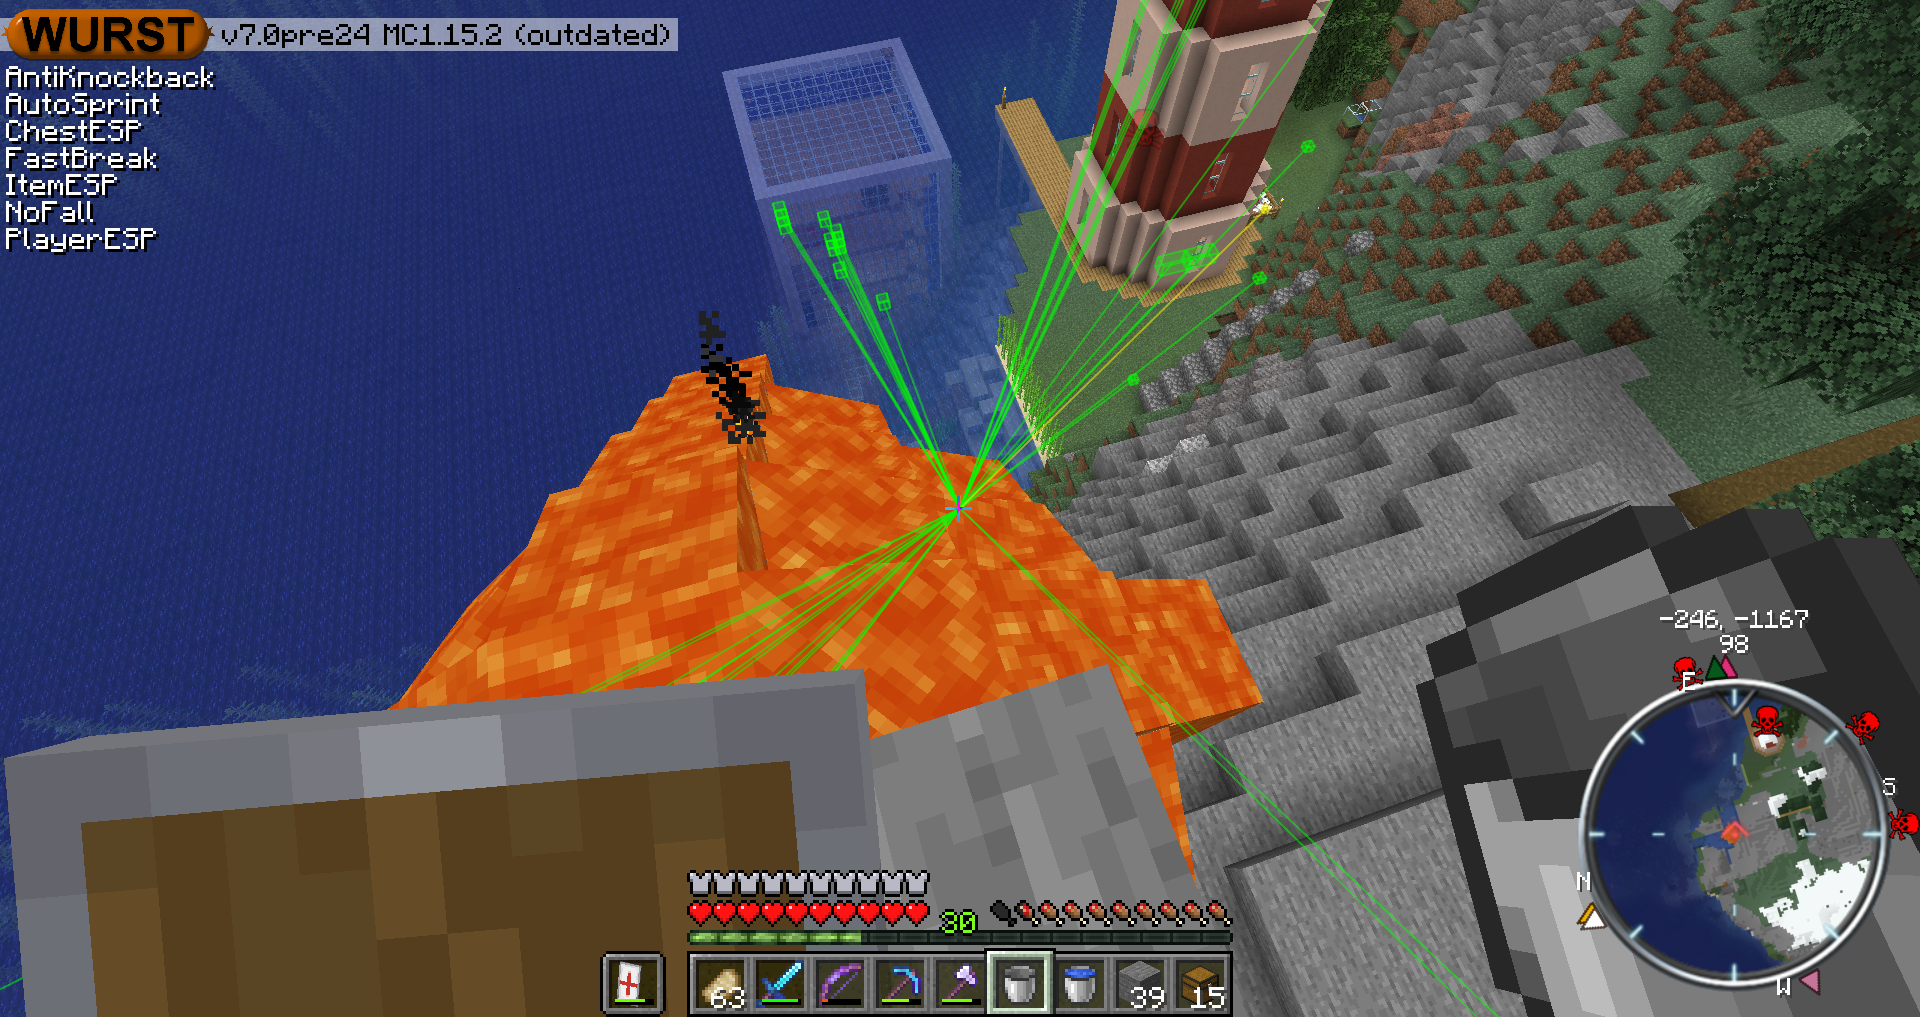 WURST v7.0pre24 MC1.15.2 (outdated)
AntiKnockback
AutoSprint
ChestESP
FastBreak
ItemESP
NoFall
PlayerESP
-246, -1167
98
E
S
N
W
30
63
39
15